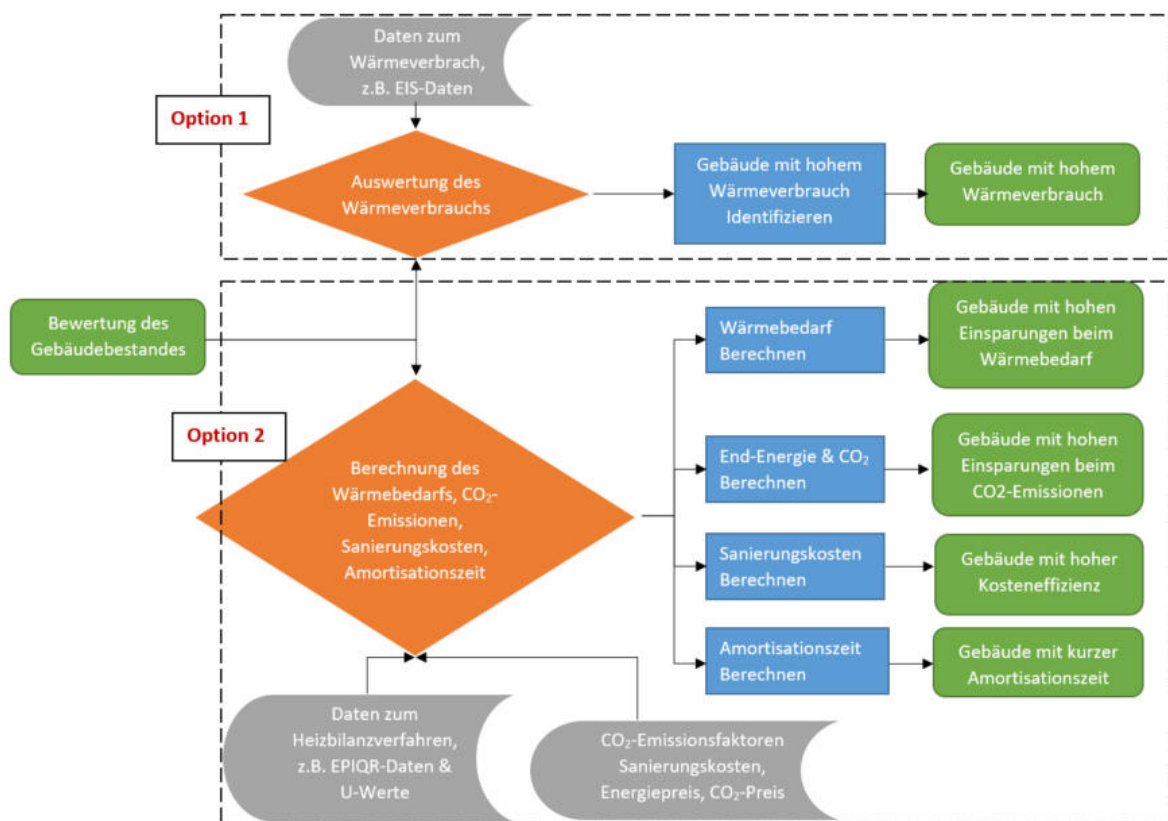 Daten zum
Wärmeverbrach,
z.B. EIS-Daten
Option 1
Auswertung des
Wärmeverbrauchs
Gebäude mit hohem
Wärmeverbrauch
Identifizieren
Gebäude mit hohem
Wärmeverbrauch
Bewertung des
Gebäudebestandes
Option 2
Berechnung des
Wärmebedarfs, CO₂-
Emissionen,
Sanierungskosten,
Amortisationszeit
Wärmebedarf
Berechnen
Gebäude mit hohen
Einsparungen beim
Wärmebedarf
End-Energie & CO₂
Berechnen
Gebäude mit hohen
Einsparungen beim
CO2-Emissionen
Sanierungskosten
Berechnen
Gebäude mit hoher
Kosteneffizienz
Amortisationszeit
Berechnen
Gebäude mit kurzer
Amortisationszeit
Daten zum
Heizbilanzverfahren,
z.B. EPIQR-Daten &
U-Werte
CO₂-Emissionsfaktoren
Sanierungskosten,
Energiepreis, CO₂-Preis